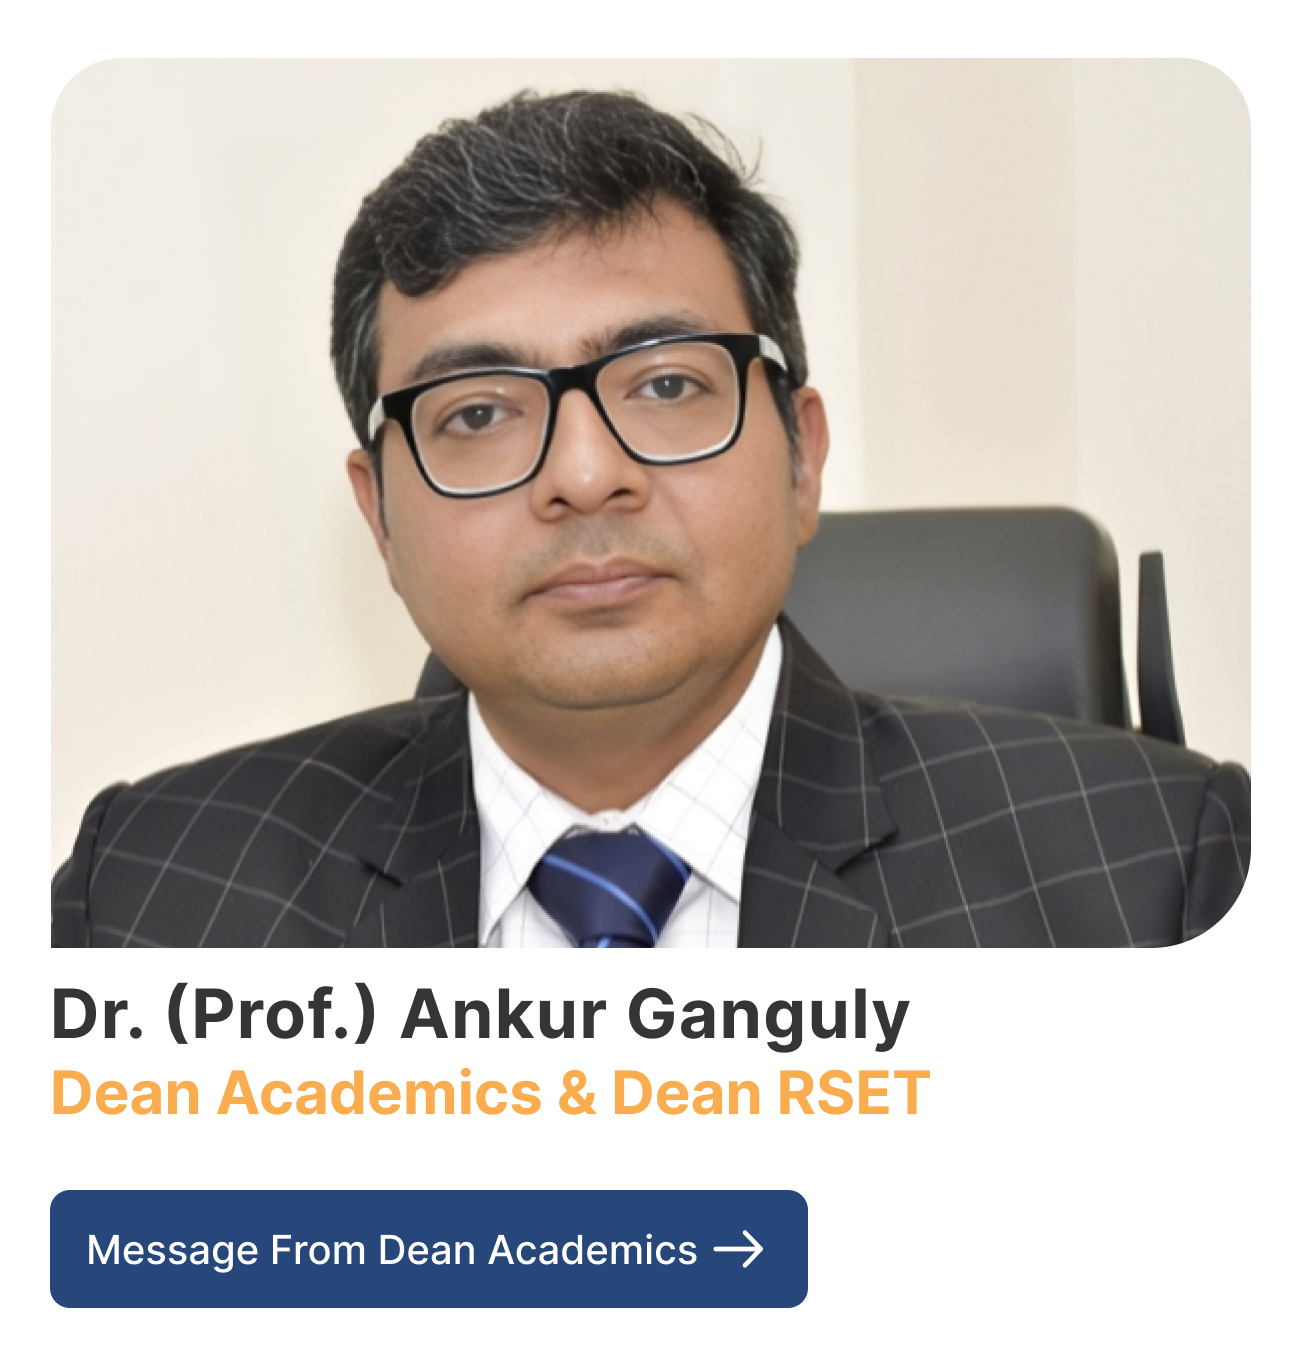 Dr. (Prof.) Ankur Ganguly
Dean Academics & Dean RSET
Message From Dean Academics →